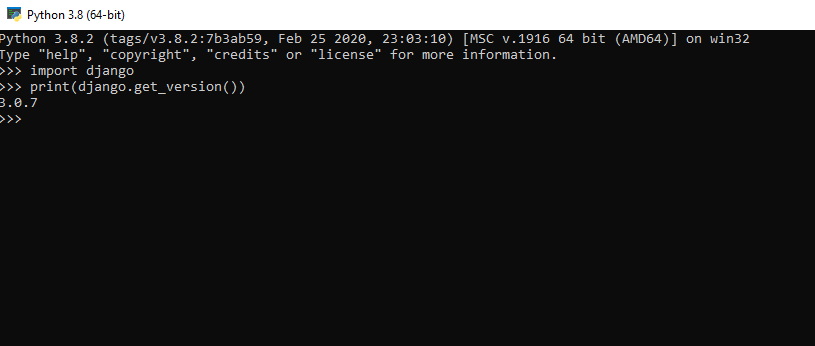 Python 3.8 (64-bit)
Python 3.8.2 (tags/v3.8.2:7b3ab59, Feb 25 2020, 23:03:10) [MSC v.1916 64 bit (AMD64)] on win32
Type "help", "copyright", "credits" or "license" for more information.
>>> import django
>>> print(django.get_version())
3.0.7
>>>